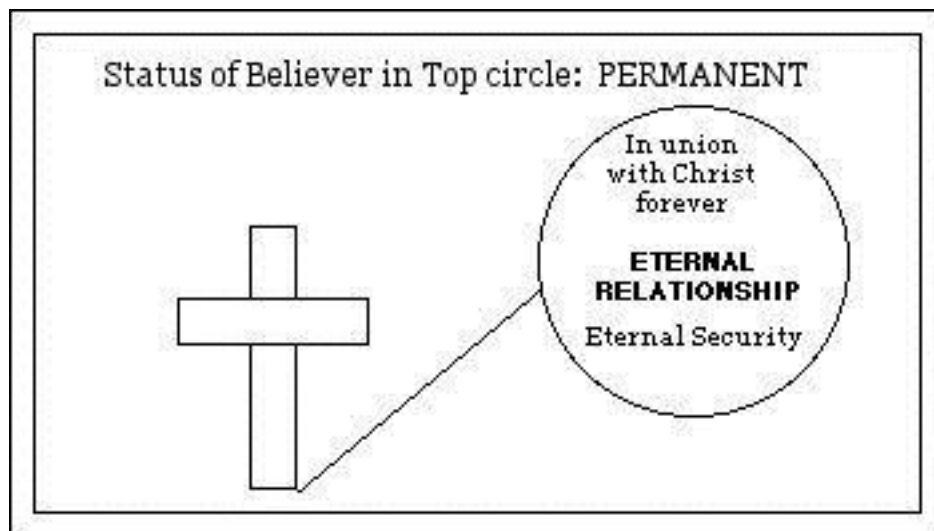 Status of Believer in Top circle: PERMANENT
In union
with Christ
forever
ETERNAL
RELATIONSHIP
Eternal Security